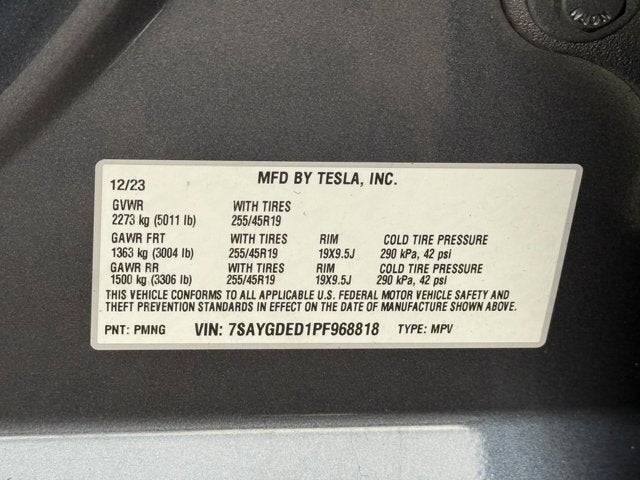 MFD BY TESLA, INC.
12/23
GVWR WITH TIRES
2273 kg (5011 lb) 255/45R19
GAWR FRT WITH TIRES RIM COLD TIRE PRESSURE
1363 kg (3004 lb) 255/45R19 19X9.5J 290 kPa, 42 psi
GAWR RR WITH TIRES RIM COLD TIRE PRESSURE
1500 kg (3306 lb) 255/45R19 19X9.5J 290 kPa, 42 psi
THIS VEHICLE CONFORMS TO ALL APPLICABLE U.S. FEDERAL MOTOR VEHICLE SAFETY AND
THEFT PREVENTION STANDARDS IN EFFECT ON THE DATE OF MANUFACTURE SHOWN ABOVE.
PNT: PMNG VIN: 7SAYGDED1PF968818 TYPE: MPV